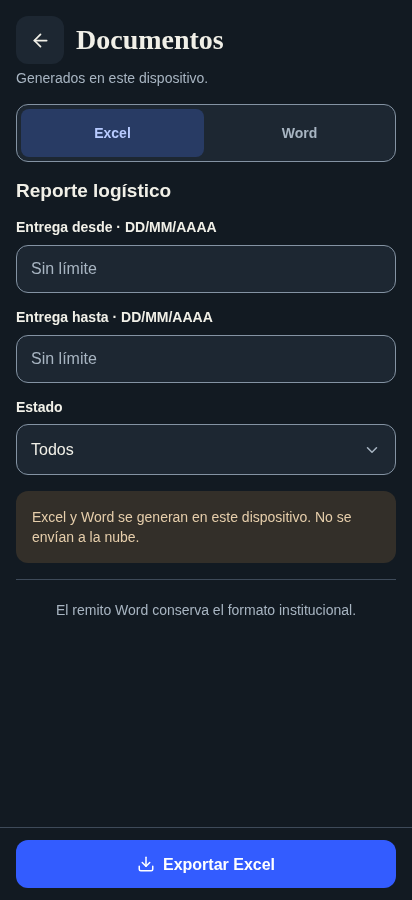 Documentos
Generados en este dispositivo.
Excel
Word
Reporte logístico
Entrega desde · DD/MM/AAAA
Sin límite
Entrega hasta · DD/MM/AAAA
Sin límite
Estado
Todos
Excel y Word se generan en este dispositivo. No se
envían a la nube.
El remito Word conserva el formato institucional.
Exportar Excel